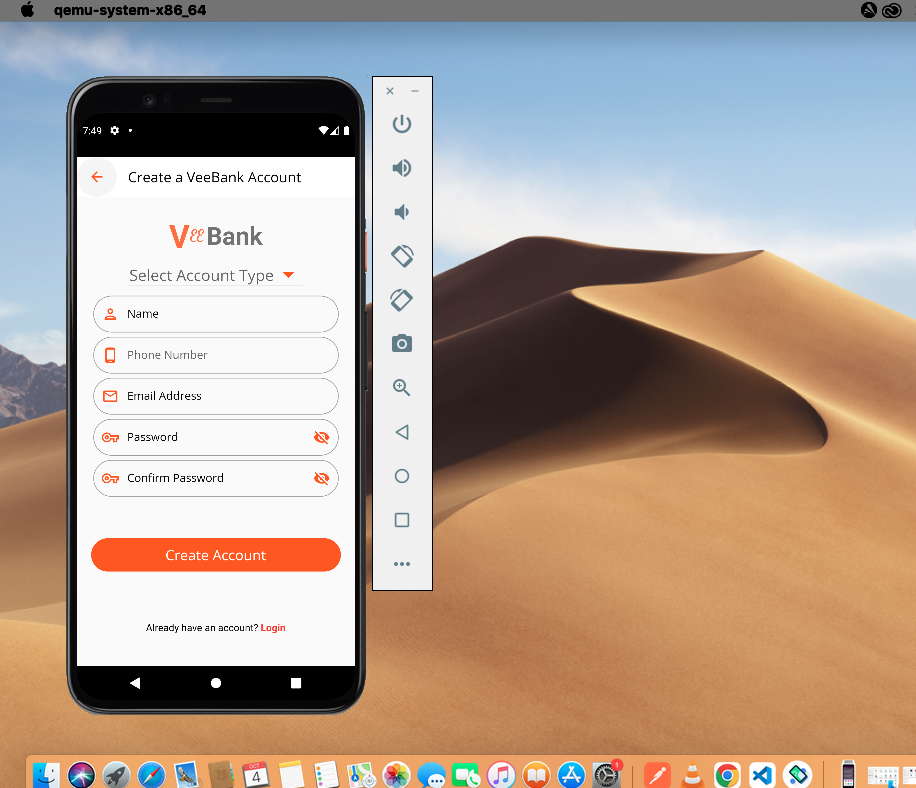 qemu-system-x86_64
7:49
Create a VeeBank Account
VeeBank
Select Account Type
Name
Phone Number
Email Address
Password
Confirm Password
Create Account
Already have an account? Login
OCT
4
1